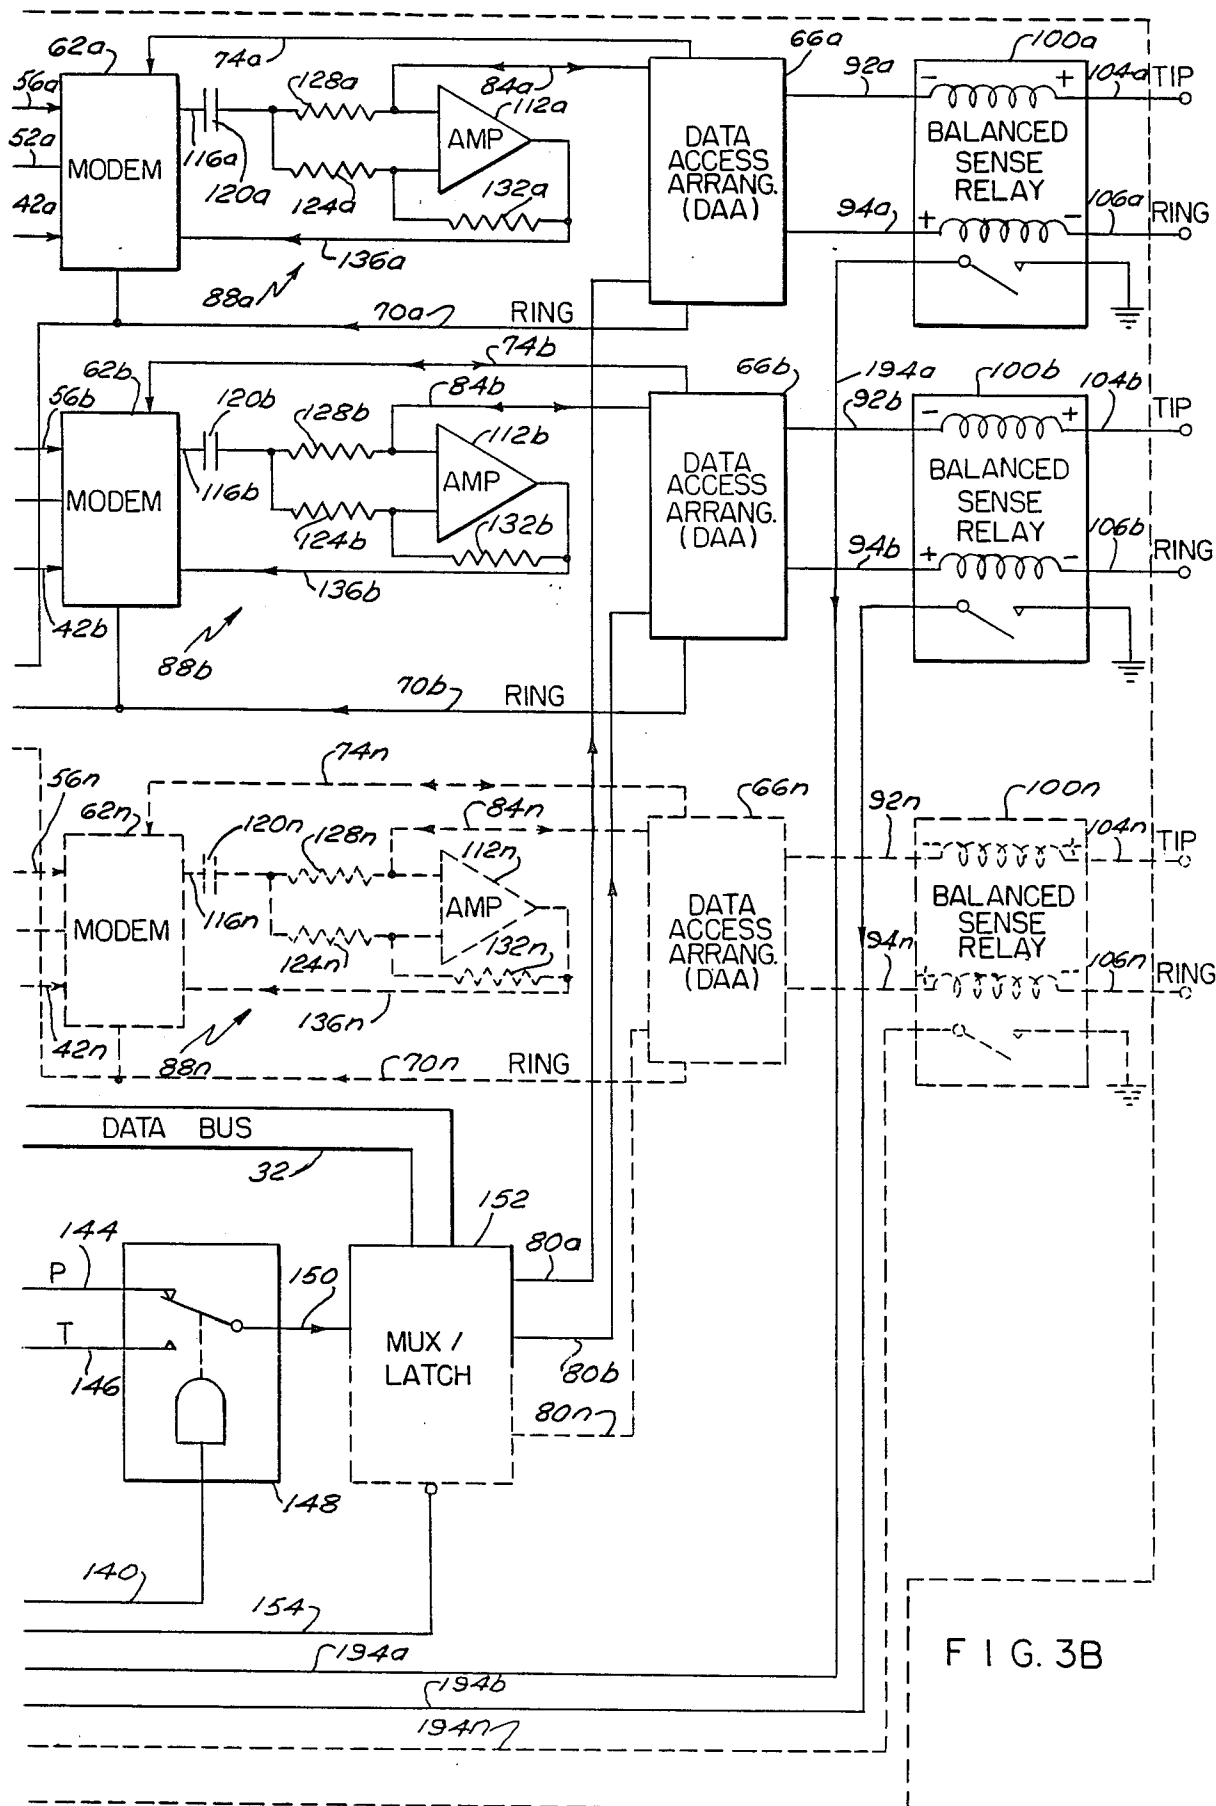 62a
74a
66a
100a
56a
128a
84a
92a
-
+
104a
TIP
112a
52a
MODEM
116a
120a
AMP
DATA
ACCESS
ARRANG.
(DAA)
BALANCED
SENSE
RELAY
42a
124a
132a
94a
+
-
106a
RING
136a
88a
70a
RING
74b
194a
62b
66b
100b
56b
120b
128b
84b
92b
-
+
104b
TIP
112b
MODEM
116b
AMP
DATA
ACCESS
ARRANG.
(DAA)
BALANCED
SENSE
RELAY
124b
132b
94b
+
-
106b
RING
136b
42b
88b
70b
RING
74n
56n
62n
120n
128n
84n
66n
92n
100n
-
+
104n
TIP
112n
MODEM
116n
AMP
DATA
ACCESS
ARRANG.
(DAA)
BALANCED
SENSE
RELAY
124n
132n
94n
+
-
106n
RING
136n
42n
88n
70n
RING
DATA BUS
32
152
144
80a
P
150
T
MUX /
LATCH
146
80b
80n
148
140
154
194a
194b
194n
FIG. 3B